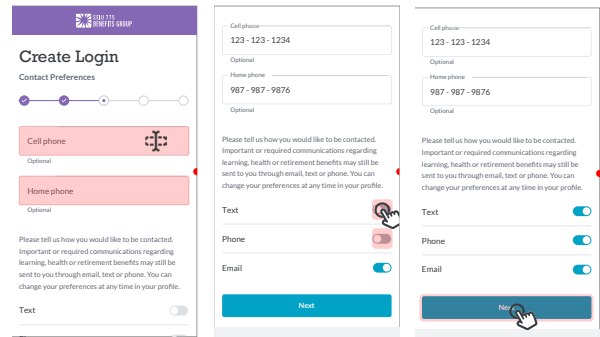 SEIU 775
BENEFITS GROUP
Create Login
Contact Preferences
Cell phone
Optional
Home phone
Optional
Please tell us how you would like to be contacted.
Important or required communications regarding
learning, health or retirement benefits may still be
sent to you through email, text or phone. You can
change your preferences at any time in your profile.
Text
Cell phone
123 - 123 - 1234
Optional
Home phone
987 - 987 - 9876
Optional
Please tell us how you would like to be contacted.
Important or required communications regarding
learning, health or retirement benefits may still be
sent to you through email, text or phone. You can
change your preferences at any time in your profile.
Text
Phone
Email
Next
Cell phone
123 - 123 - 1234
Optional
Home phone
987 - 987 - 9876
Optional
Please tell us how you would like to be contacted.
Important or required communications regarding
learning, health or retirement benefits may still be
sent to you through email, text or phone. You can
change your preferences at any time in your profile.
Text
Phone
Email